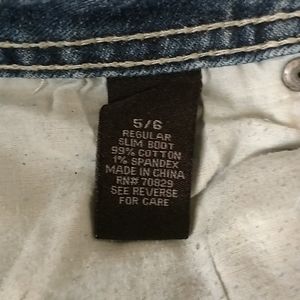 5/6
REGULAR
SLIM BOOT
99% COTTON
1% SPANDEX
MADE IN CHINA
RN# 70829
SEE REVERSE
FOR CARE